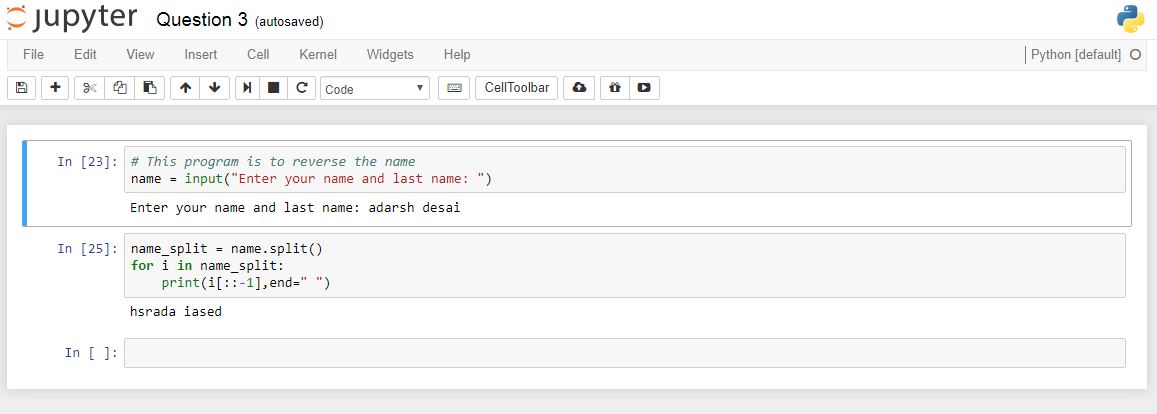 jupyter Question 3 (autosaved)
File Edit View Insert Cell Kernel Widgets Help Python [default]
Code CellToolbar
In [23]: # This program is to reverse the name
name = input("Enter your name and last name: ")
Enter your name and last name: adarsh desai
In [25]: name_split = name.split()
for i in name_split:
    print(i[::-1],end=" ")
hsrada iased
In [ ]: